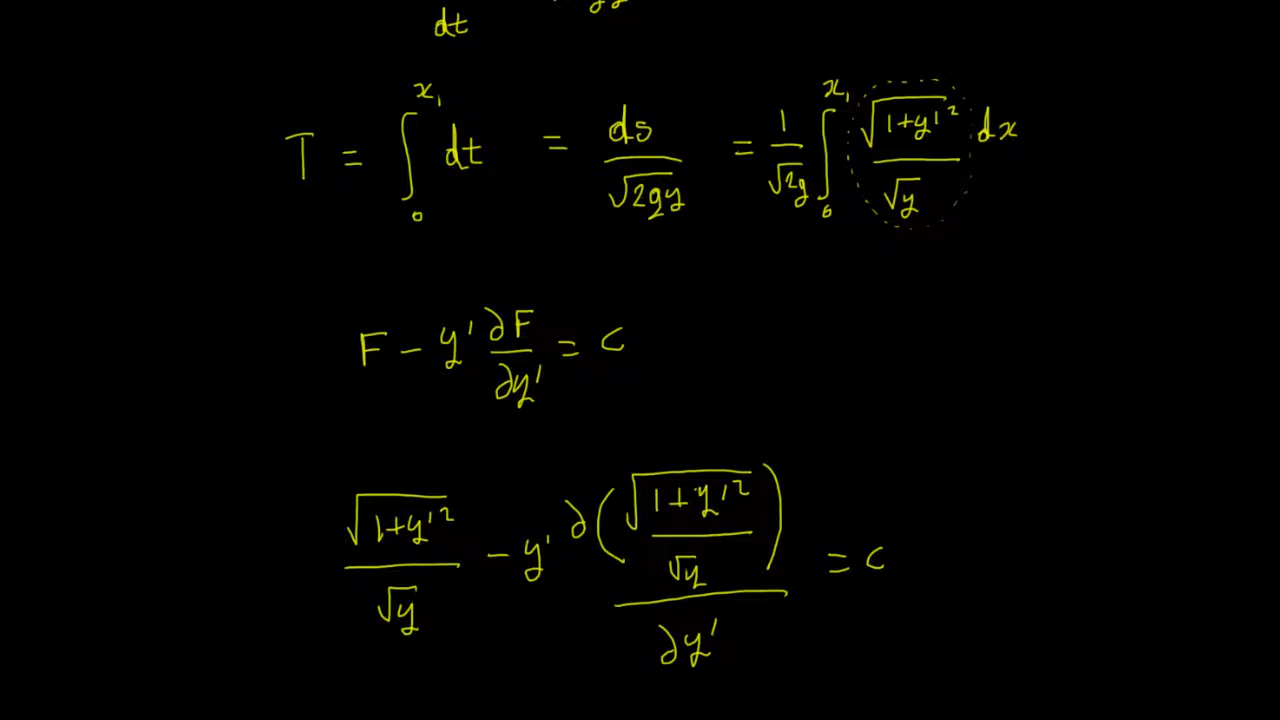 dt
T = ∫₀^{x₁} dt = ds/√(2gy) = 1/√(2g) ∫₀^{x₁} √(1+y'²)/√y dx
F − y' ∂F/∂y' = c
√(1+y'²)/√y − y' ∂(√(1+y'²)/√y)/∂y' = c